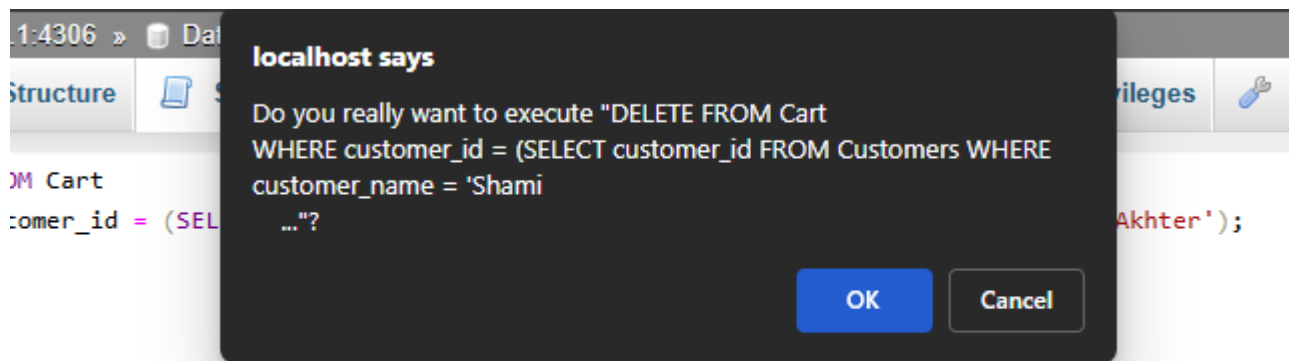 .1:4306 » Dat
localhost says
Structure
ileges
Do you really want to execute "DELETE FROM Cart
WHERE customer_id = (SELECT customer_id FROM Customers WHERE
customer_name = 'Shami
..."?
OM Cart
tomer_id = (SEL Akhter');
OK Cancel